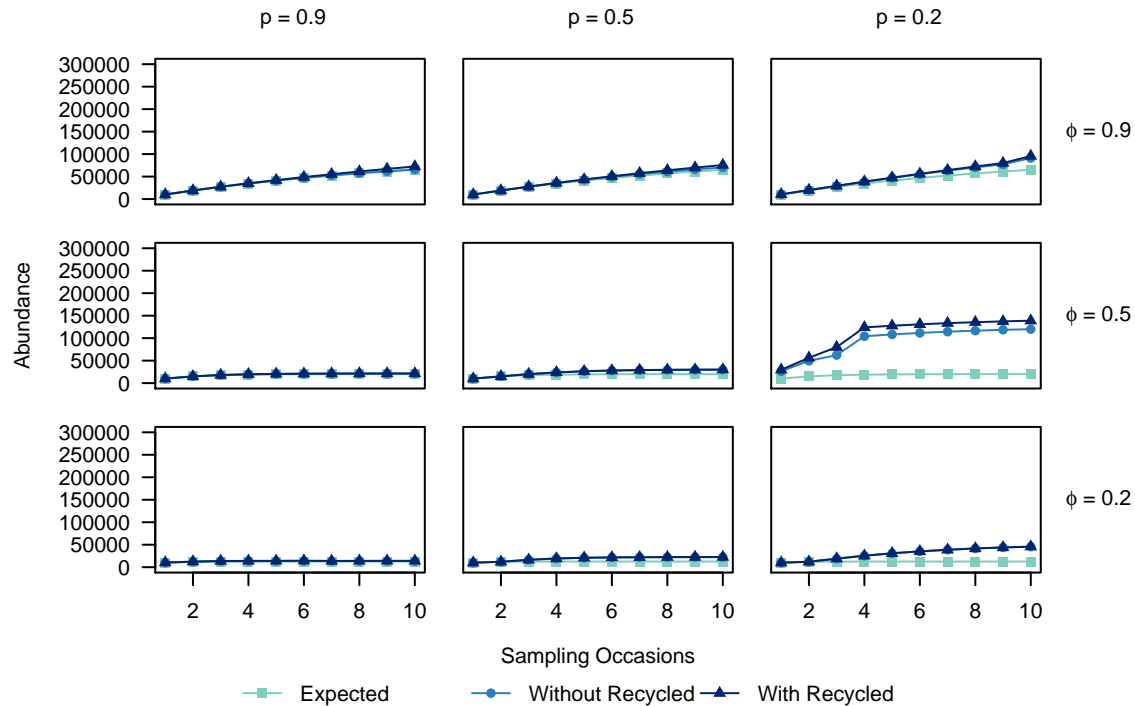 p = 0.9 p = 0.5 p = 0.2
300000
250000
200000
150000
100000
50000
0
ϕ = 0.9
300000
250000
200000
150000
100000
50000
0
ϕ = 0.5
300000
250000
200000
150000
100000
50000
0
ϕ = 0.2
Abundance
2 4 6 8 10 2 4 6 8 10 2 4 6 8 10
Sampling Occasions
Expected Without Recycled With Recycled